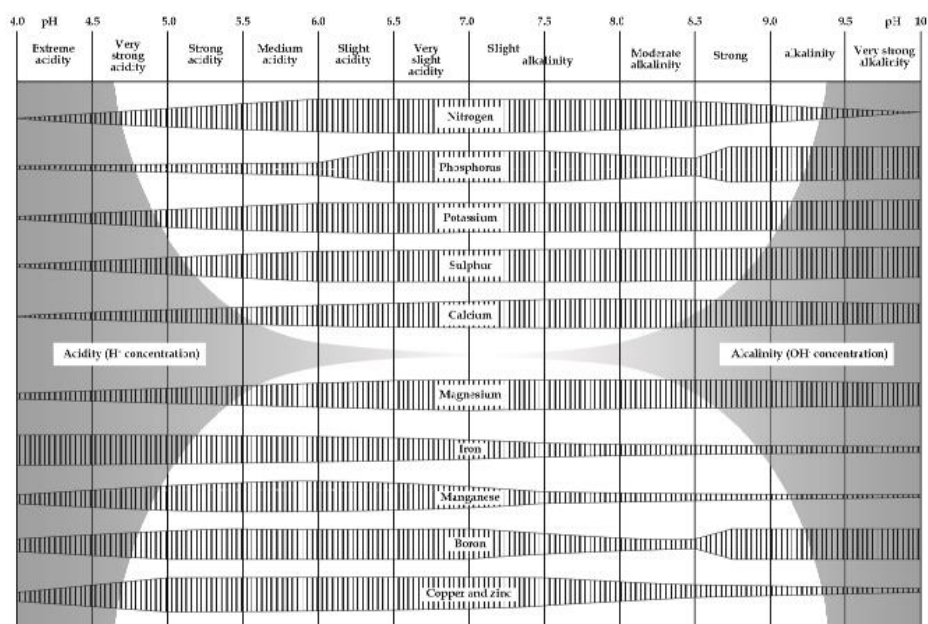 4.0 pH 4.5 5.0 5.5 6.0 6.5 7.0 7.5 8.0 8.5 9.0 9.5 pH 10
Extreme acidity
Very strong acidity
Strong acidity
Medium acidity
Slight acidity
Very slight acidity
Slight alkalinity
Moderate alkalinity
Strong alkalinity
Very strong alkalinity
Nitrogen
Phosphorus
Potassium
Sulphur
Calcium
Acidity (H⁺ concentration)
Alcalinity (OH⁻ concentration)
Magnesium
Iron
Manganese
Boron
Copper and zinc